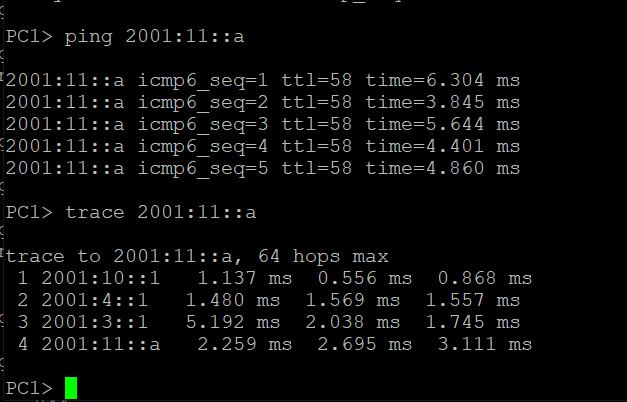 PC1> ping 2001:11::a
2001:11::a icmp6_seq=1 ttl=58 time=6.304 ms
2001:11::a icmp6_seq=2 ttl=58 time=3.845 ms
2001:11::a icmp6_seq=3 ttl=58 time=5.644 ms
2001:11::a icmp6_seq=4 ttl=58 time=4.401 ms
2001:11::a icmp6_seq=5 ttl=58 time=4.860 ms
PC1> trace 2001:11::a
trace to 2001:11::a, 64 hops max
 1 2001:10::1   1.137 ms  0.556 ms  0.868 ms
 2 2001:4::1   1.480 ms  1.569 ms  1.557 ms
 3 2001:3::1   5.192 ms  2.038 ms  1.745 ms
 4 2001:11::a   2.259 ms  2.695 ms  3.111 ms
PC1>